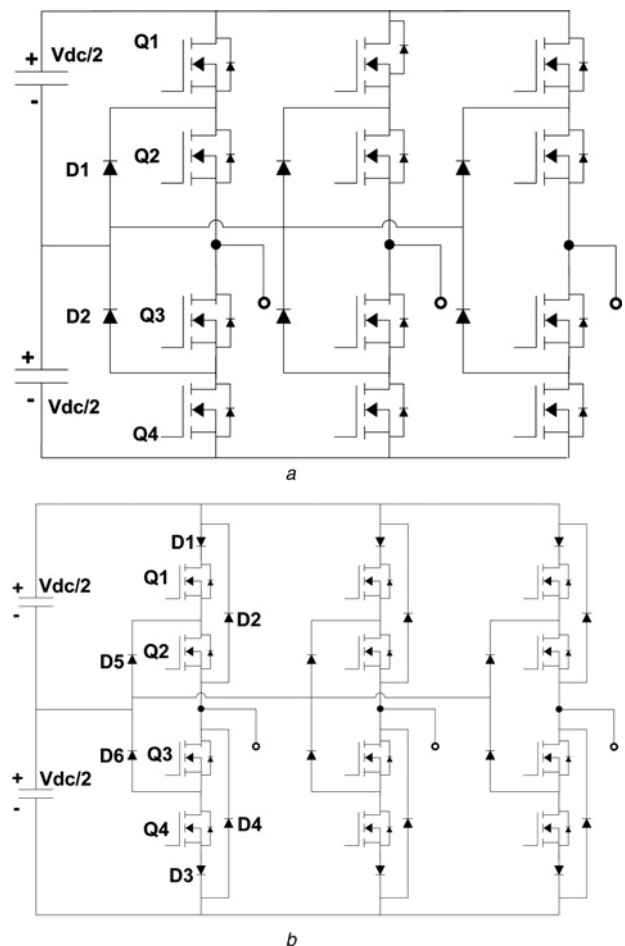 Q1
+
Vdc/2
-
D1
Q2
D2
Q3
+
-
Vdc/2
Q4
a
D1
Q1
+
Vdc/2
-
D2
Q2
D5
D6
Q3
+
Vdc/2
-
Q4
D4
D3
b